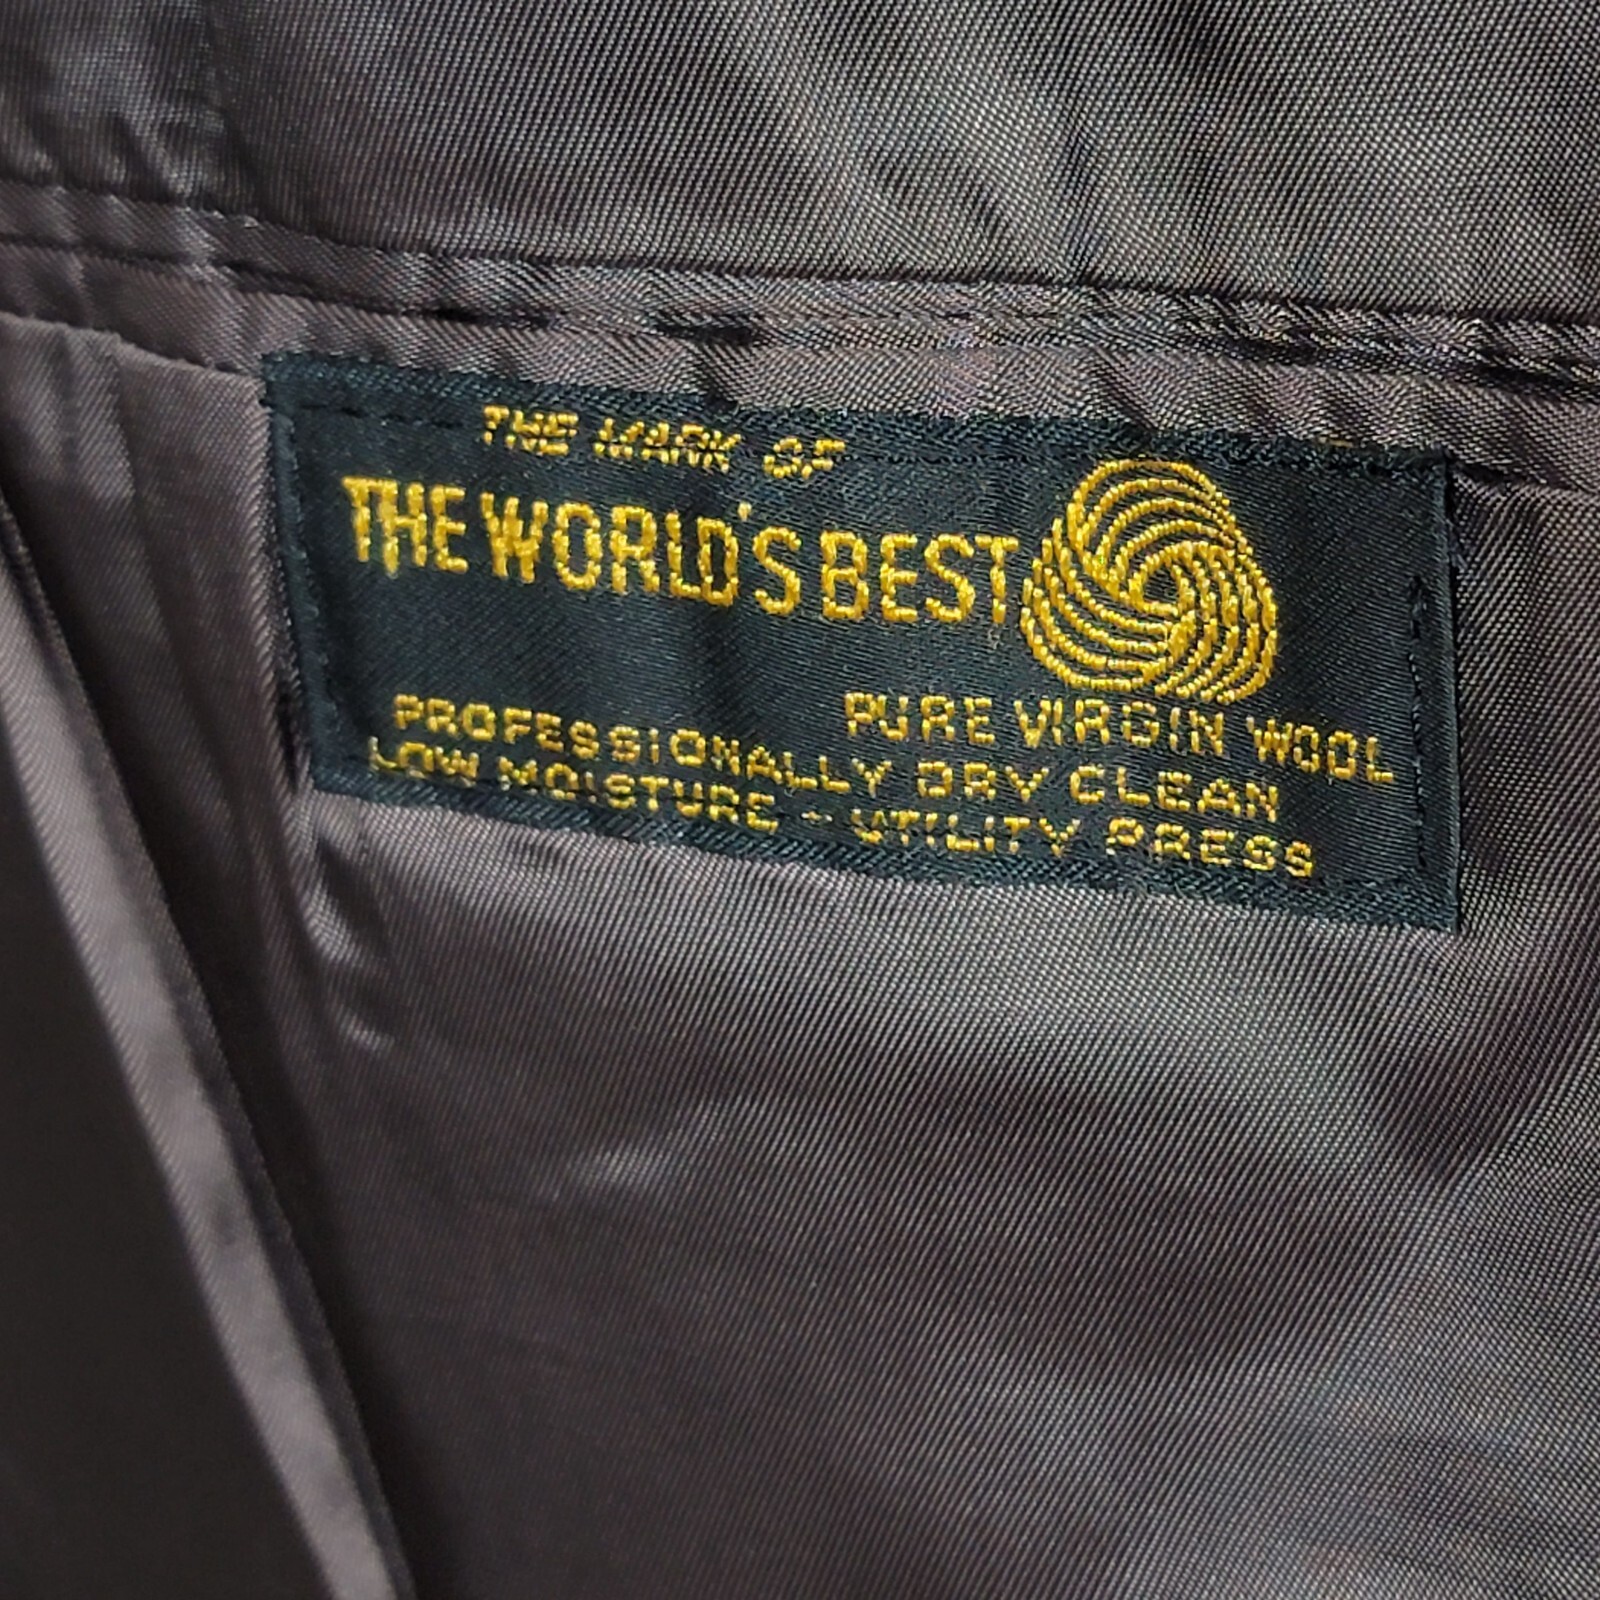 THE MARK OF
THE WORLD'S BEST
PURE VIRGIN WOOL
PROFESSIONALLY DRY CLEAN
LOW MOISTURE - UTILITY PRESS